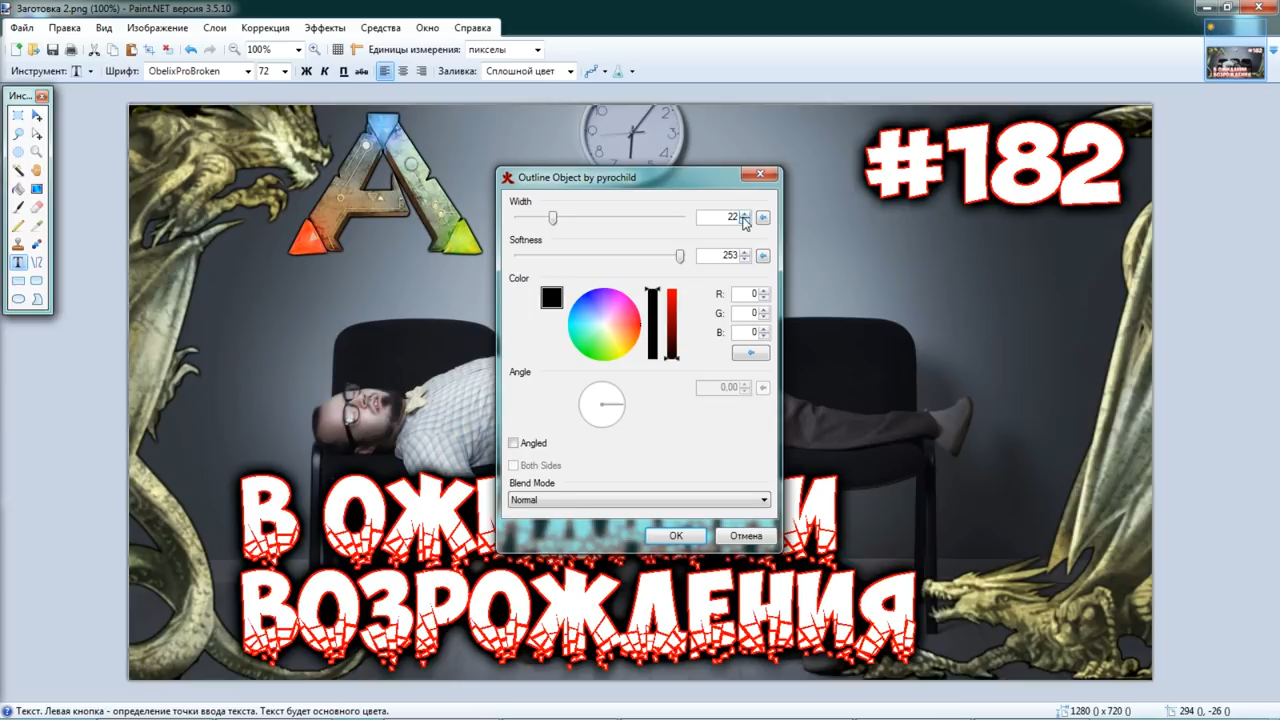 Заготовка 2.png (100%) - Paint.NET версия 3.5.10
Файл Правка Вид Изображение Слои Коррекция Эффекты Средства Окно Справка
100% Единицы измерения: пикселы
Инструмент: T Шрифт: ObelixProBroken 72 Ж К Ч абв Заливка: Сплошной цвет
Инс...
#182
Outline Object by pyrochild
Width
22
Softness
253
Color
R: 0
G: 0
B: 0
Angle
0,00
Angled
Both Sides
Blend Mode
Normal
OK Отмена
В ОЖ И
ВОЗРОЖДЕНИЯ
Текст. Левая кнопка - определение точки ввода текста. Текст будет основного цвета. 1280 () x 720 () 294 (), -26 ()